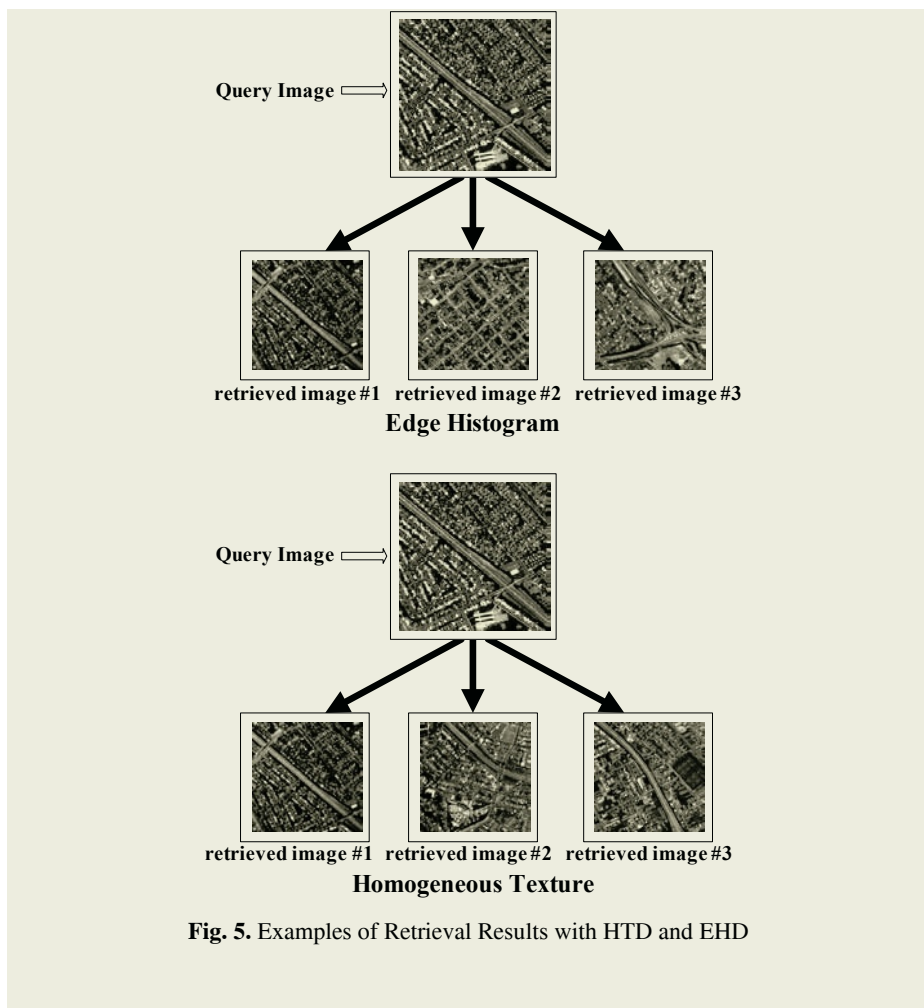 Query Image
retrieved image #1 retrieved image #2 retrieved image #3
Edge Histogram
Query Image
retrieved image #1 retrieved image #2 retrieved image #3
Homogeneous Texture
Fig. 5. Examples of Retrieval Results with HTD and EHD